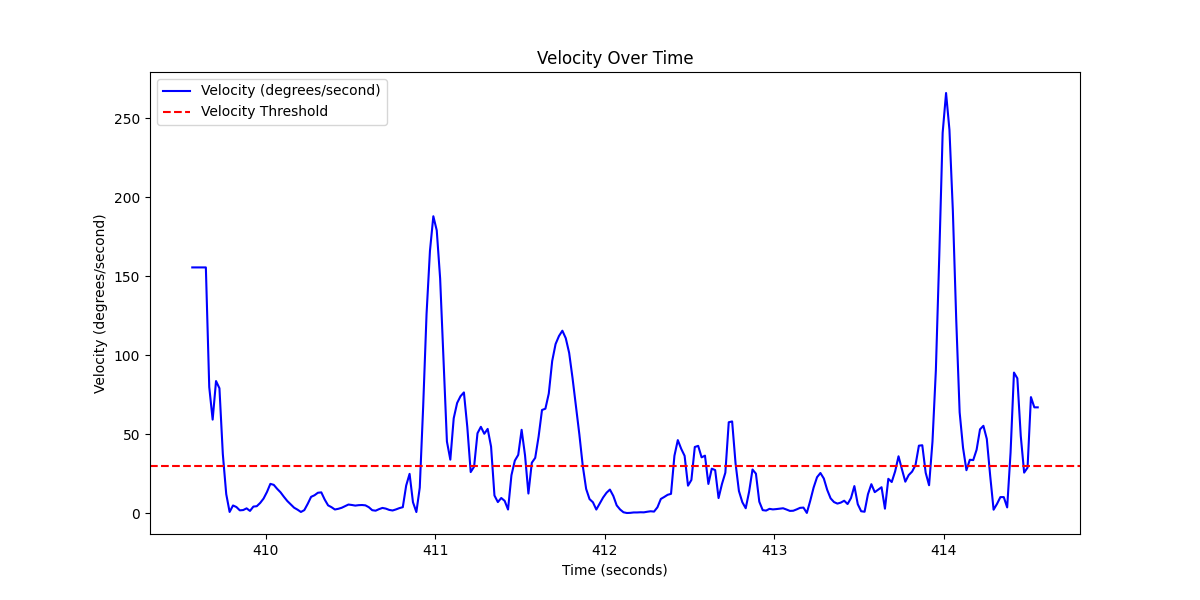 Velocity Over Time
Velocity (degrees/second)
Velocity Threshold
Velocity (degrees/second)
250
200
150
100
50
0
410 411 412 413 414
Time (seconds)